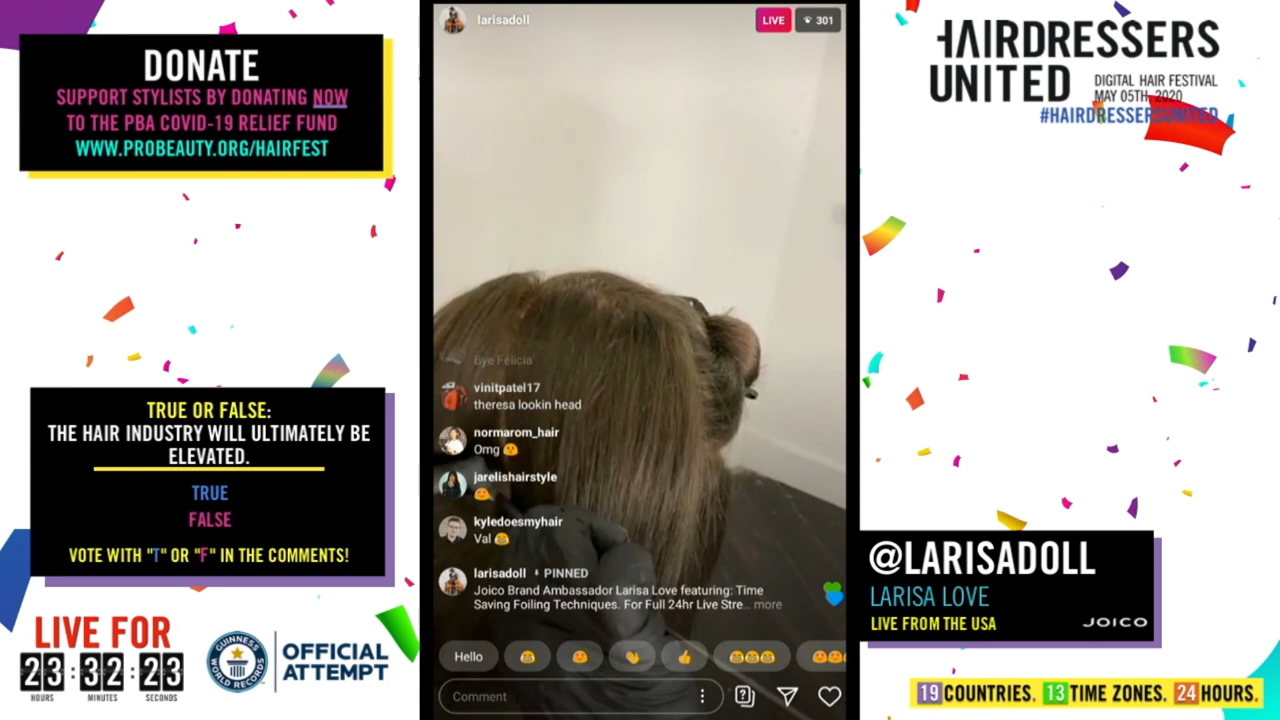 DONATE
SUPPORT STYLISTS BY DONATING NOW
TO THE PBA COVID-19 RELIEF FUND
WWW.PROBEAUTY.ORG/HAIRFEST
TRUE OR FALSE:
THE HAIR INDUSTRY WILL ULTIMATELY BE
ELEVATED.
TRUE
FALSE
VOTE WITH "T" OR "F" IN THE COMMENTS!
LIVE FOR
23:32:23
HOURS MINUTES SECONDS
GUINNESS WORLD RECORDS
OFFICIAL
ATTEMPT
larisadoll
LIVE 301
Bye Felicia
vinitpatel17
theresa lookin head
normarom_hair
Omg 😲
jarelishairstyle
😍
kyledoesmyhair
Val 😂
larisadoll PINNED
Joico Brand Ambassador Larisa Love featuring: Time
Saving Foiling Techniques. For Full 24hr Live Stre... more
Hello 😂 😍 👏 👍 😂😂😂 😍😍
Comment
HAIRDRESSERS
UNITED
DIGITAL HAIR FESTIVAL
MAY 05TH, 2020
#HAIRDRESSERSUNITED
@LARISADOLL
LARISA LOVE
LIVE FROM THE USA
JOICO
19 COUNTRIES. 13 TIME ZONES. 24 HOURS.